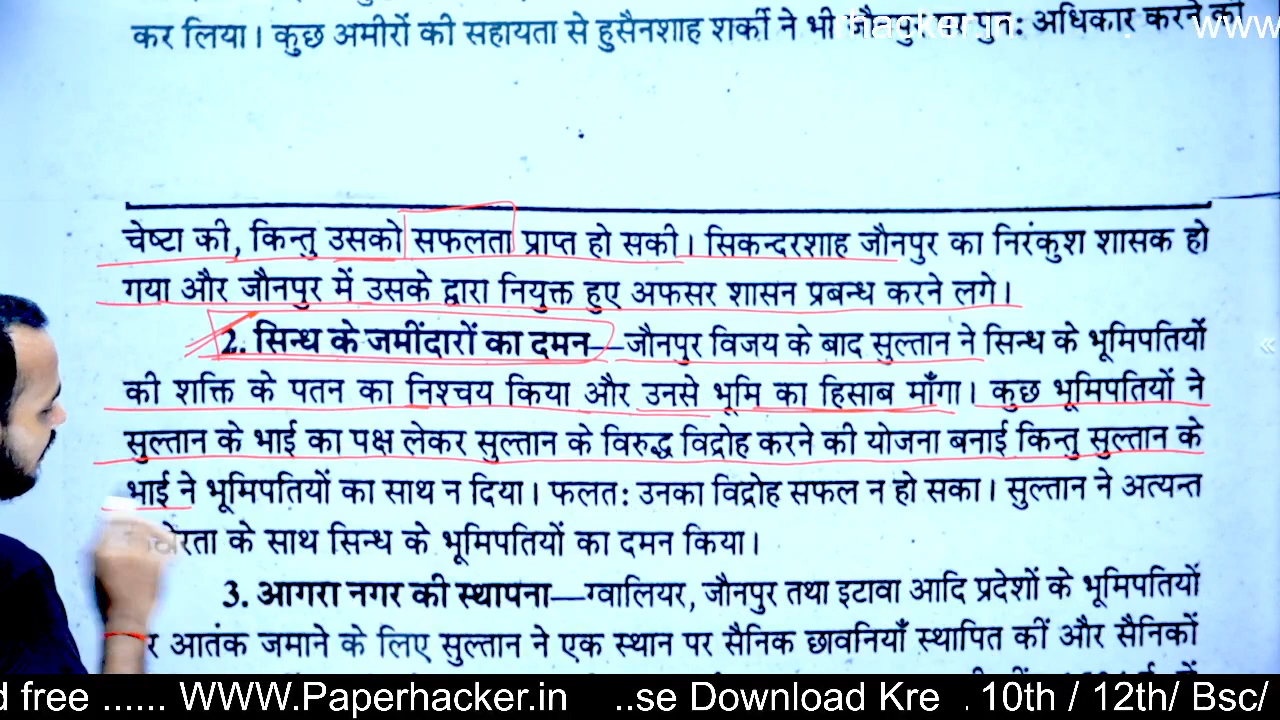 कर लिया। कुछ अमीरों की सहायता से हुसैनशाह शर्की ने भी जौनपुर पर पुनः अधिकार करने की
hacker.in www
चेष्टा की, किन्तु उसको सफलता प्राप्त हो सकी। सिकन्दरशाह जौनपुर का निरंकुश शासक हो
गया और जौनपुर में उसके द्वारा नियुक्त हुए अफसर शासन प्रबन्ध करने लगे।
2. सिन्ध के जमींदारों का दमन—जौनपुर विजय के बाद सुल्तान ने सिन्ध के भूमिपतियों
की शक्ति के पतन का निश्चय किया और उनसे भूमि का हिसाब माँगा। कुछ भूमिपतियों ने
सुल्तान के भाई का पक्ष लेकर सुल्तान के विरुद्ध विद्रोह करने की योजना बनाई किन्तु सुल्तान के
भाई ने भूमिपतियों का साथ न दिया। फलतः उनका विद्रोह सफल न हो सका। सुल्तान ने अत्यन्त
के साथ सिन्ध के भूमिपतियों का दमन किया।
3. आगरा नगर की स्थापना—ग्वालियर, जौनपुर तथा इटावा आदि प्रदेशों के भूमिपतियों
आतंक जमाने के लिए सुल्तान ने एक स्थान पर सैनिक छावनियाँ स्थापित कीं और सैनिकों
d free ...... WWW.Paperhacker.in ..se Download Kre . 10th / 12th/ Bsc/